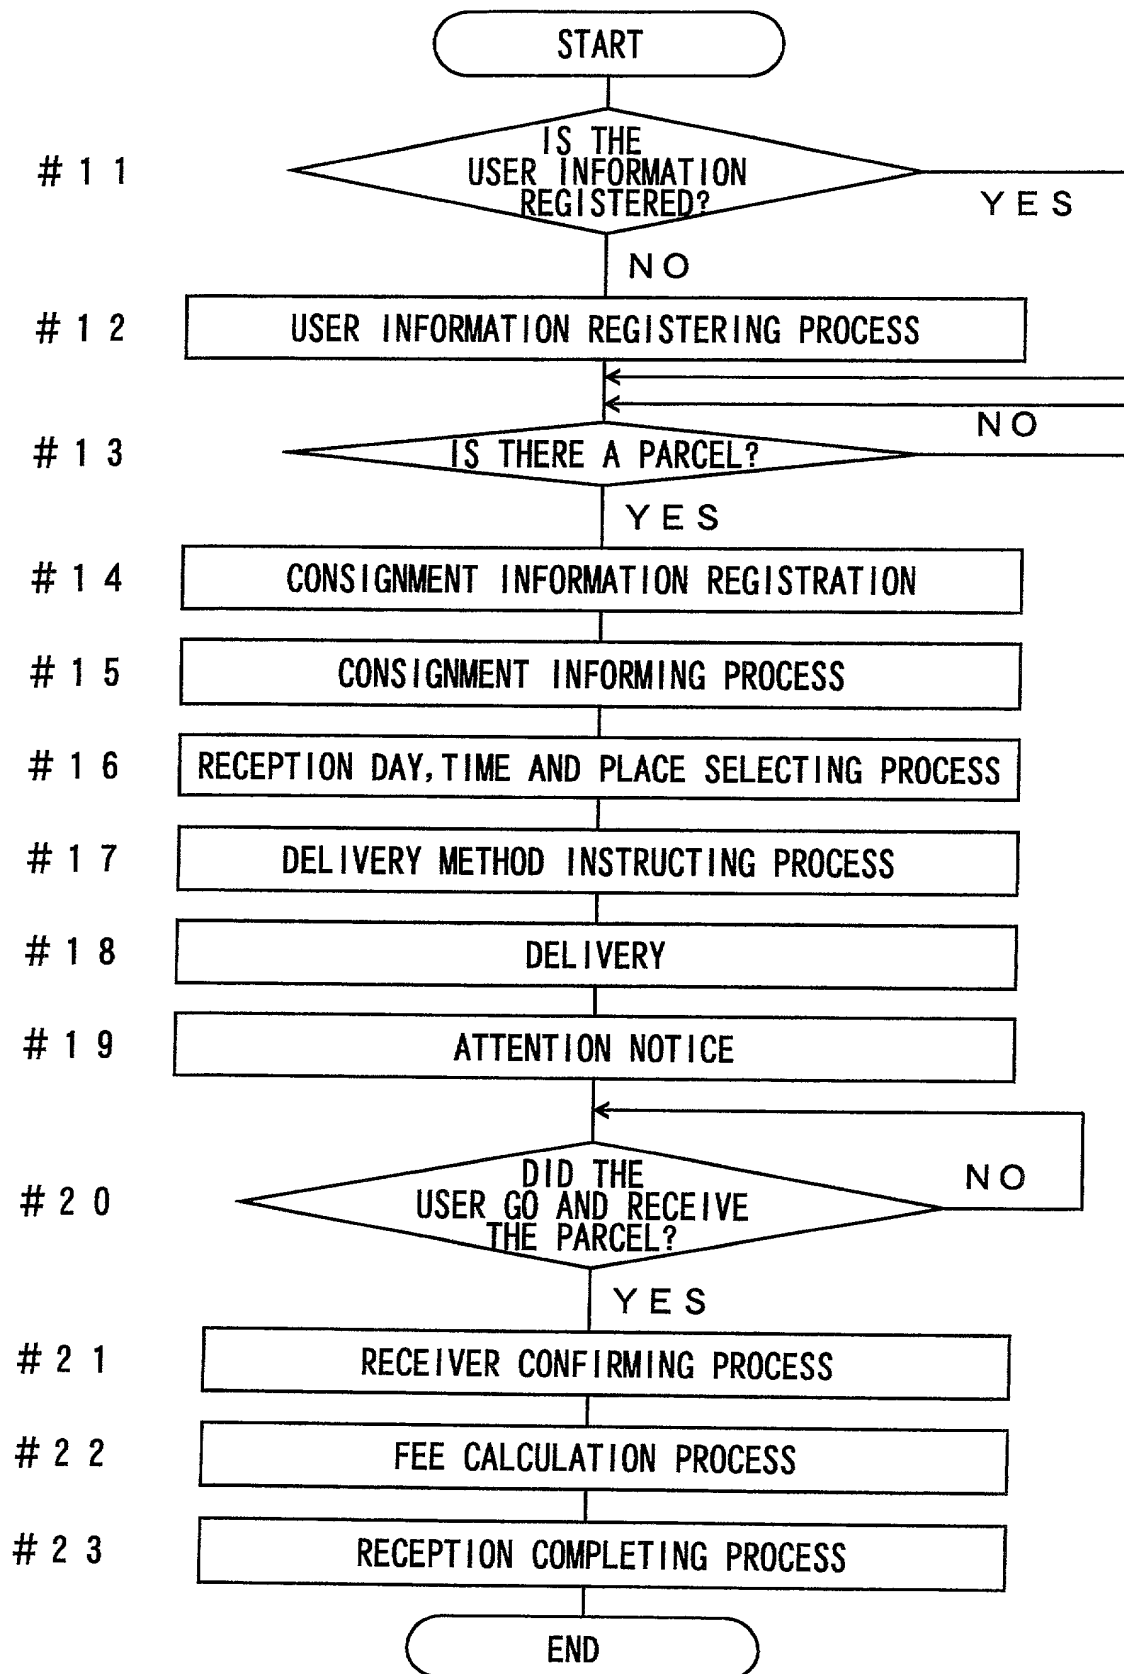 START
#11
IS THE
USER INFORMATION
REGISTERED?
YES
NO
#12
USER INFORMATION REGISTERING PROCESS
NO
#13
IS THERE A PARCEL?
YES
#14
CONSIGNMENT INFORMATION REGISTRATION
#15
CONSIGNMENT INFORMING PROCESS
#16
RECEPTION DAY, TIME AND PLACE SELECTING PROCESS
#17
DELIVERY METHOD INSTRUCTING PROCESS
#18
DELIVERY
#19
ATTENTION NOTICE
#20
DID THE
USER GO AND RECEIVE
THE PARCEL?
NO
YES
#21
RECEIVER CONFIRMING PROCESS
#22
FEE CALCULATION PROCESS
#23
RECEPTION COMPLETING PROCESS
END